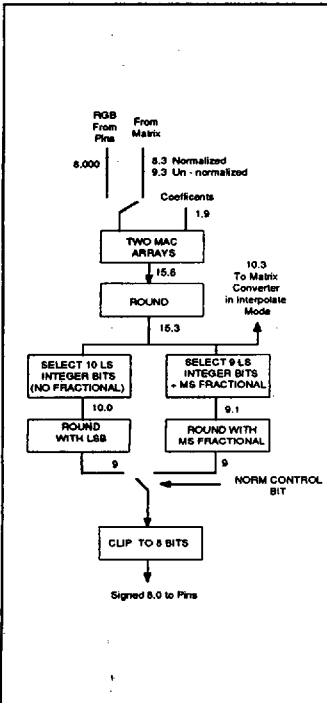 RGB
From
Pins
From
Matrix
8.000
8.3 Normalized
9.3 Un - normalized
Coefficents
1.9
TWO MAC
ARRAYS
15.6
ROUND
10.3
To Matrix
Converter
in Interpolate
Mode
15.3
SELECT 10 LS
INTEGER BITS
(NO FRACTIONAL)
SELECT 9 LS
INTEGER BITS
+ MS FRACTIONAL
10.0
9.1
ROUND
WITH LSB
ROUND WITH
MS FRACTIONAL
9
9
NORM CONTROL
BIT
CLIP TO 8 BITS
Signed 8.0 to Pins